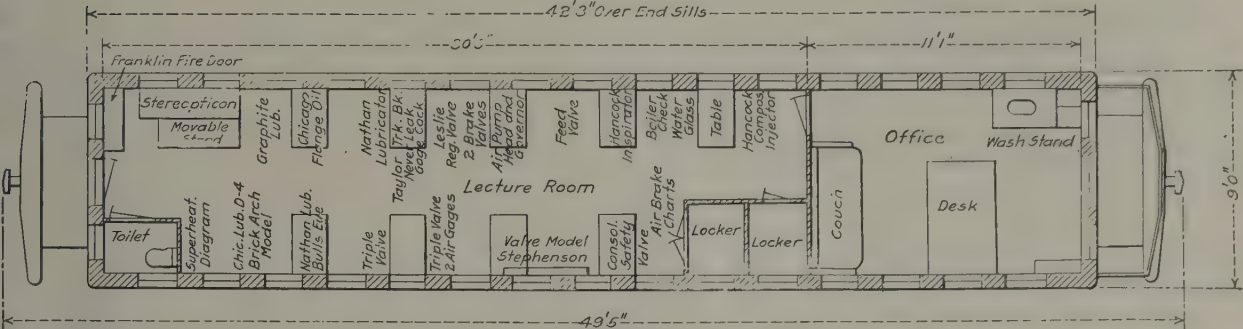 42'3" Over End Sills
30'0"
11'1"
Franklin Fire Door
Stereopticon
Movable
Stand
Graphite
Lub.
Chicago
Flange Oil
Nathan
Lubricator
Taylor Trk. Bk.
Never Leak
Gage Cock
Leslie
Reg. Valve
2 Brake
Valves
Air Pump
Head and
Governor
Feed
Valve
Hancock
Inspirator
Boiler
Check
Water
Glass
Table
Hancock
Compos.
Injector
Office
Wash Stand
9'0"
Lecture Room
Toilet
Superheat.
Diagram
Chic. Lub. D-4
Brick Arch
Model
Nathan Lub.
Bulls Eye
Triple
Valve
Triple Valve
2 Air Gages
Valve Model
Stephenson
Consol.
Safety
Valve
Air Brake
Charts
Locker
Locker
Couch
Desk
49'5"